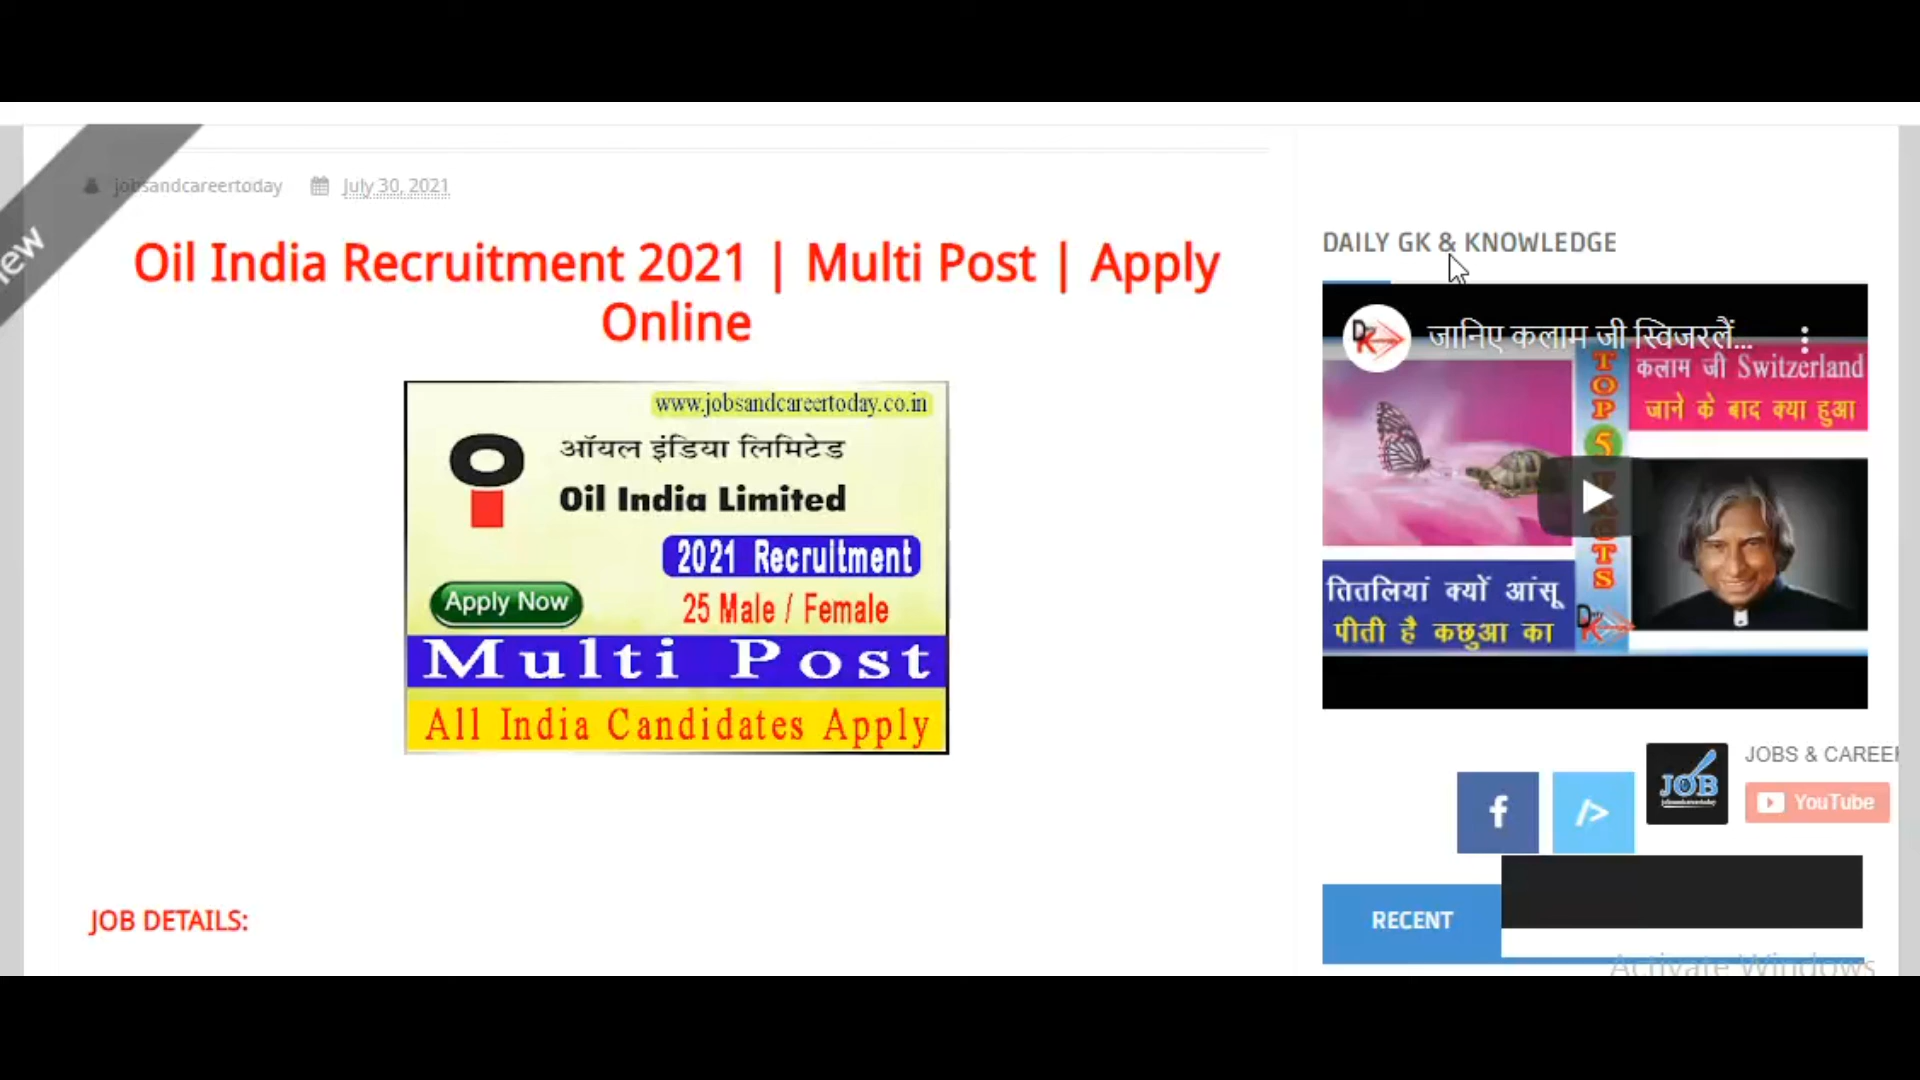 jobsandcareertoday July 30, 2021
Oil India Recruitment 2021 | Multi Post | Apply
Online
www.jobsandcareertoday.co.in
ऑयल इंडिया लिमिटेड
Oil India Limited
2021 Recruitment
Apply Now
25 Male / Female
Multi Post
All India Candidates Apply
JOB DETAILS:
DAILY GK & KNOWLEDGE
जानिए कलाम जी स्विजरलैं...
TOP 5
कलाम जी Switzerland
जाने के बाद क्या हुआ
तितलियां क्यों आंसू
पीती है कछुआ का
JOBS & CAREER
JOB
YouTube
RECENT
Activate Windows